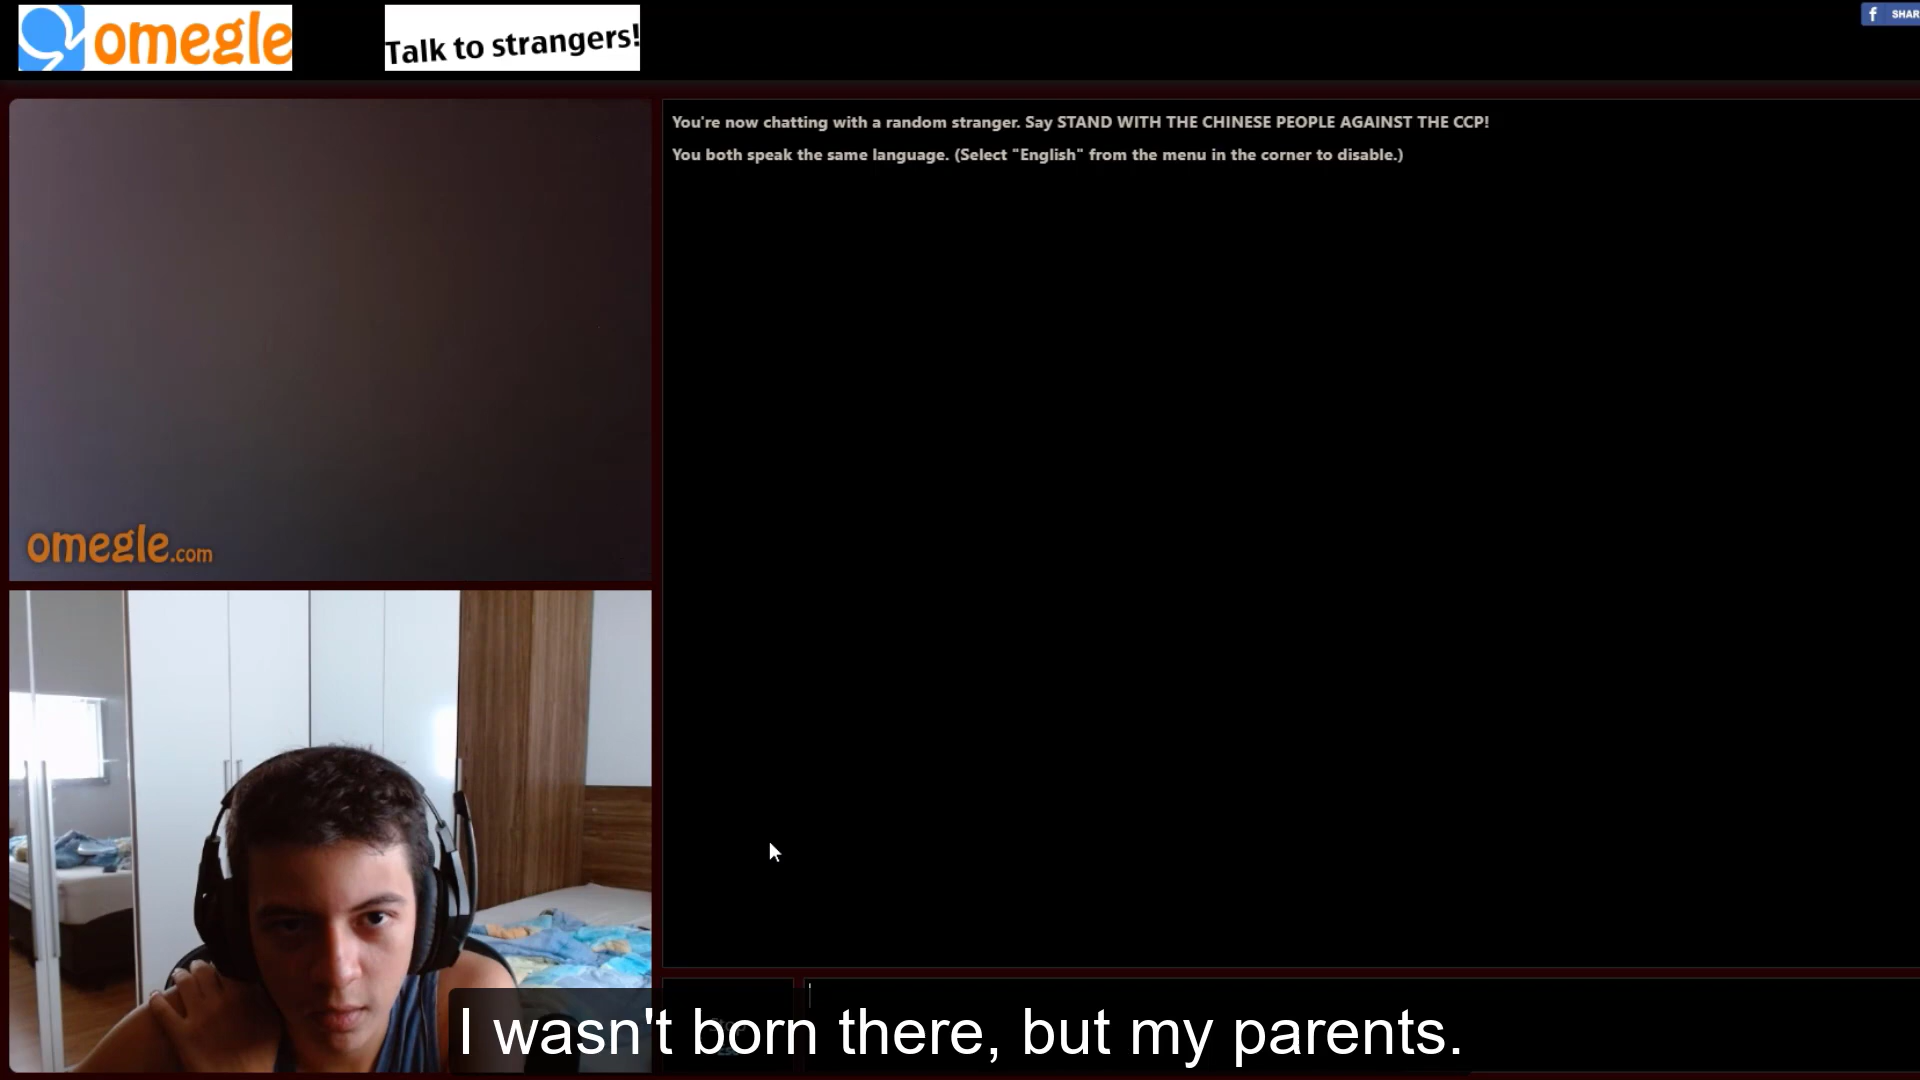 omegle
Talk to strangers!
f SHAR
You're now chatting with a random stranger. Say STAND WITH THE CHINESE PEOPLE AGAINST THE CCP!
You both speak the same language. (Select "English" from the menu in the corner to disable.)
omegle.com
I wasn't born there, but my parents.